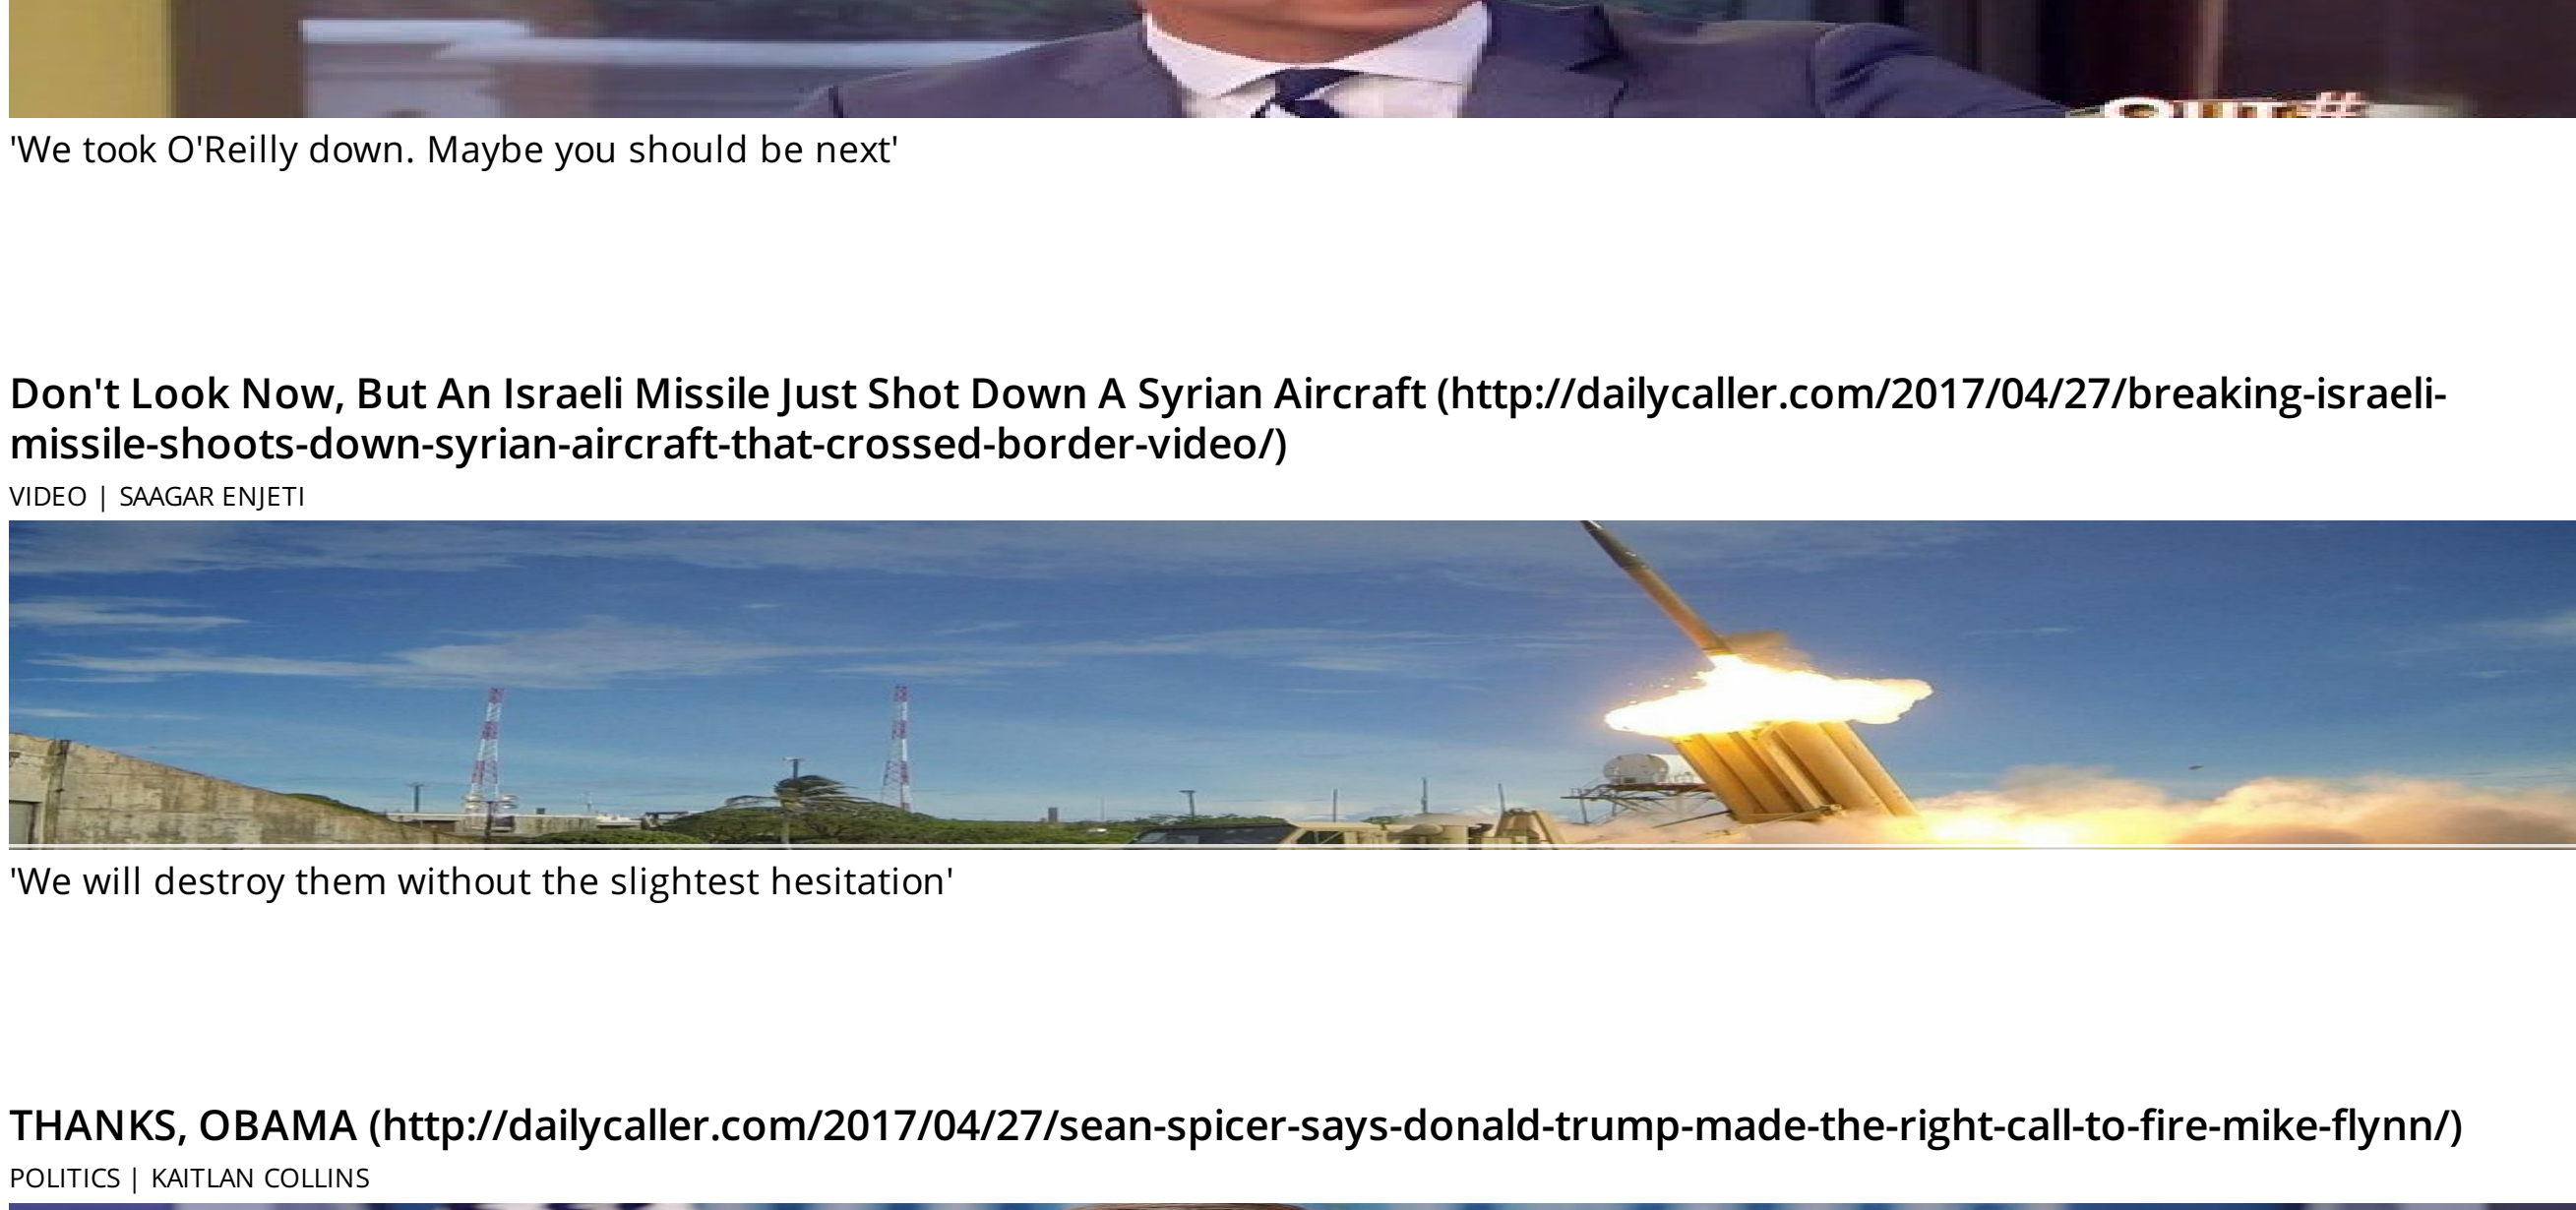 'We took O'Reilly down. Maybe you should be next'
Don't Look Now, But An Israeli Missile Just Shot Down A Syrian Aircraft (http://dailycaller.com/2017/04/27/breaking-israeli-
missile-shoots-down-syrian-aircraft-that-crossed-border-video/)
VIDEO | SAAGAR ENJETI
'We will destroy them without the slightest hesitation'
THANKS, OBAMA (http://dailycaller.com/2017/04/27/sean-spicer-says-donald-trump-made-the-right-call-to-fire-mike-flynn/)
POLITICS | KAITLAN COLLINS